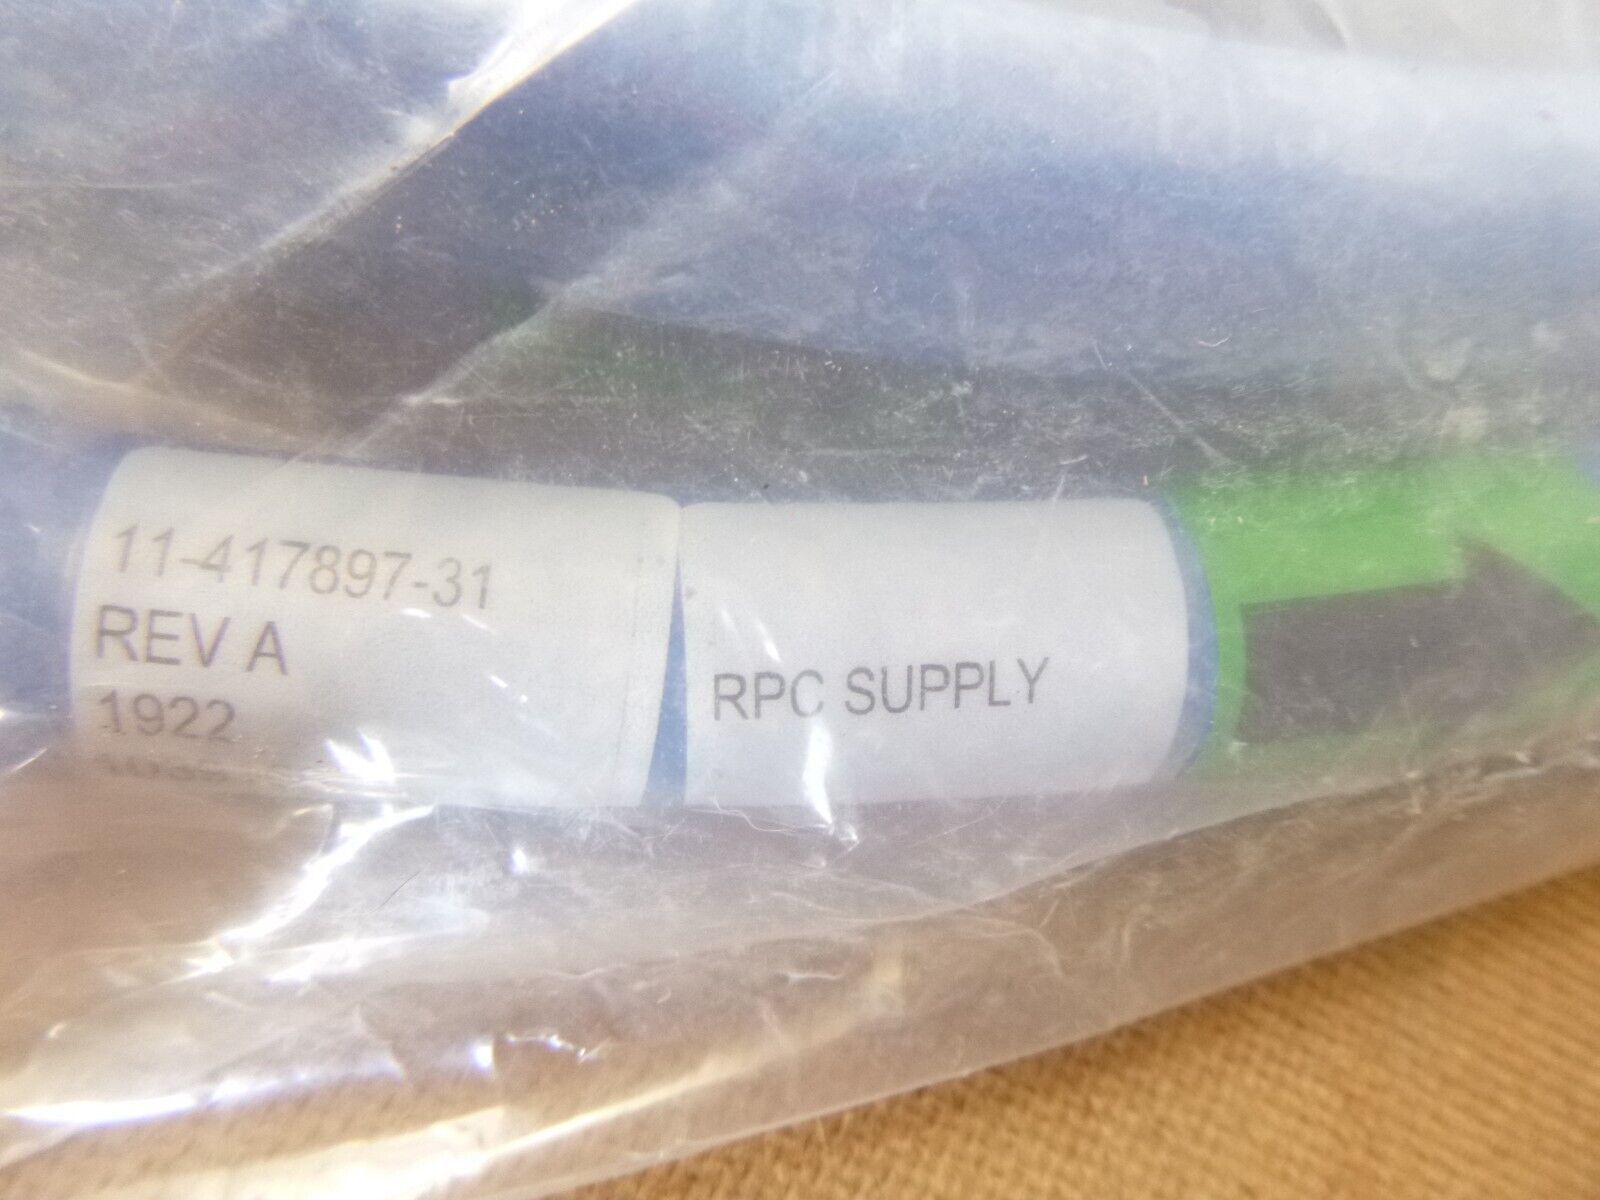 11-417897-31
REV A
1922
RPC SUPPLY